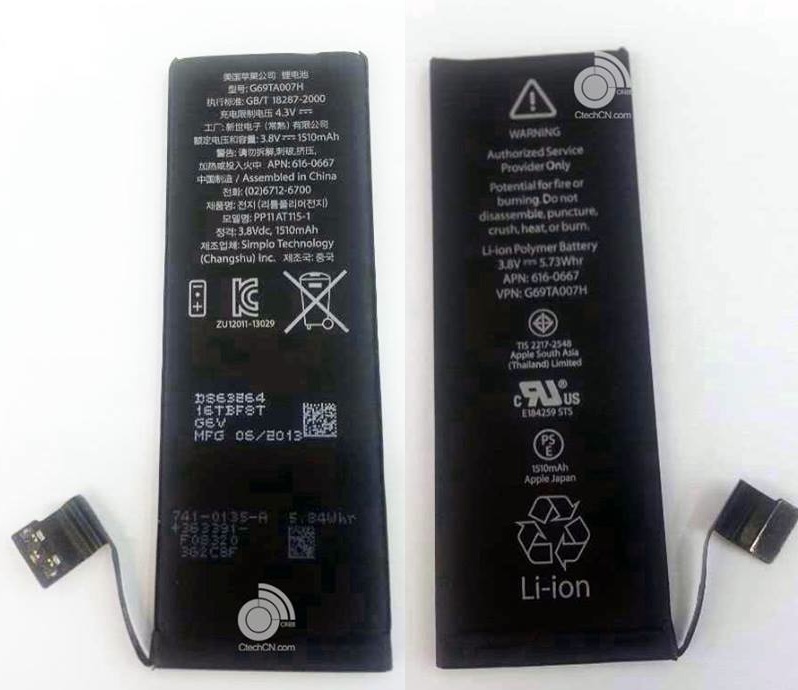 美国苹果公司 锂电池
型号: G69TA007H
执行标准: GB/T 18287-2000
充电限制电压 4.3V
工厂: 新世电子 (常熟) 有限公司
额定电压和容量: 3.8V 1510mAh
警告: 请勿拆解,刺破,挤压,
加热或投入火中 APN: 616-0667
中国制造 / Assembled in China
전화: (02)6712-6700
제품명: 전지 (리튬폴리머전지)
모델명: PP11AT115-1
정격: 3.8Vdc, 1510mAh
제조업체: Simplo Technology
(Changshu) Inc. 제조국: 중국
ZU12011-13029
D863264
16TBF8T
G6V
MFG 06/2013
741-0135-A 5.84Whr
4363391-
F08320
3G2C8F
CNBB
CtechCN.com
CNBB
CtechCN.com
WARNING
Authorized Service
Provider Only
Potential for fire or
burning. Do not
disassemble, puncture,
crush, heat, or burn.
Li-ion Polymer Battery
3.8V 5.73Whr
APN: 616-0667
VPN: G69TA007H
TIS 2217-2548
Apple South Asia
(Thailand) Limited
c RU US
E184259 STS
PS
E
1510mAh
Apple Japan
Li-ion